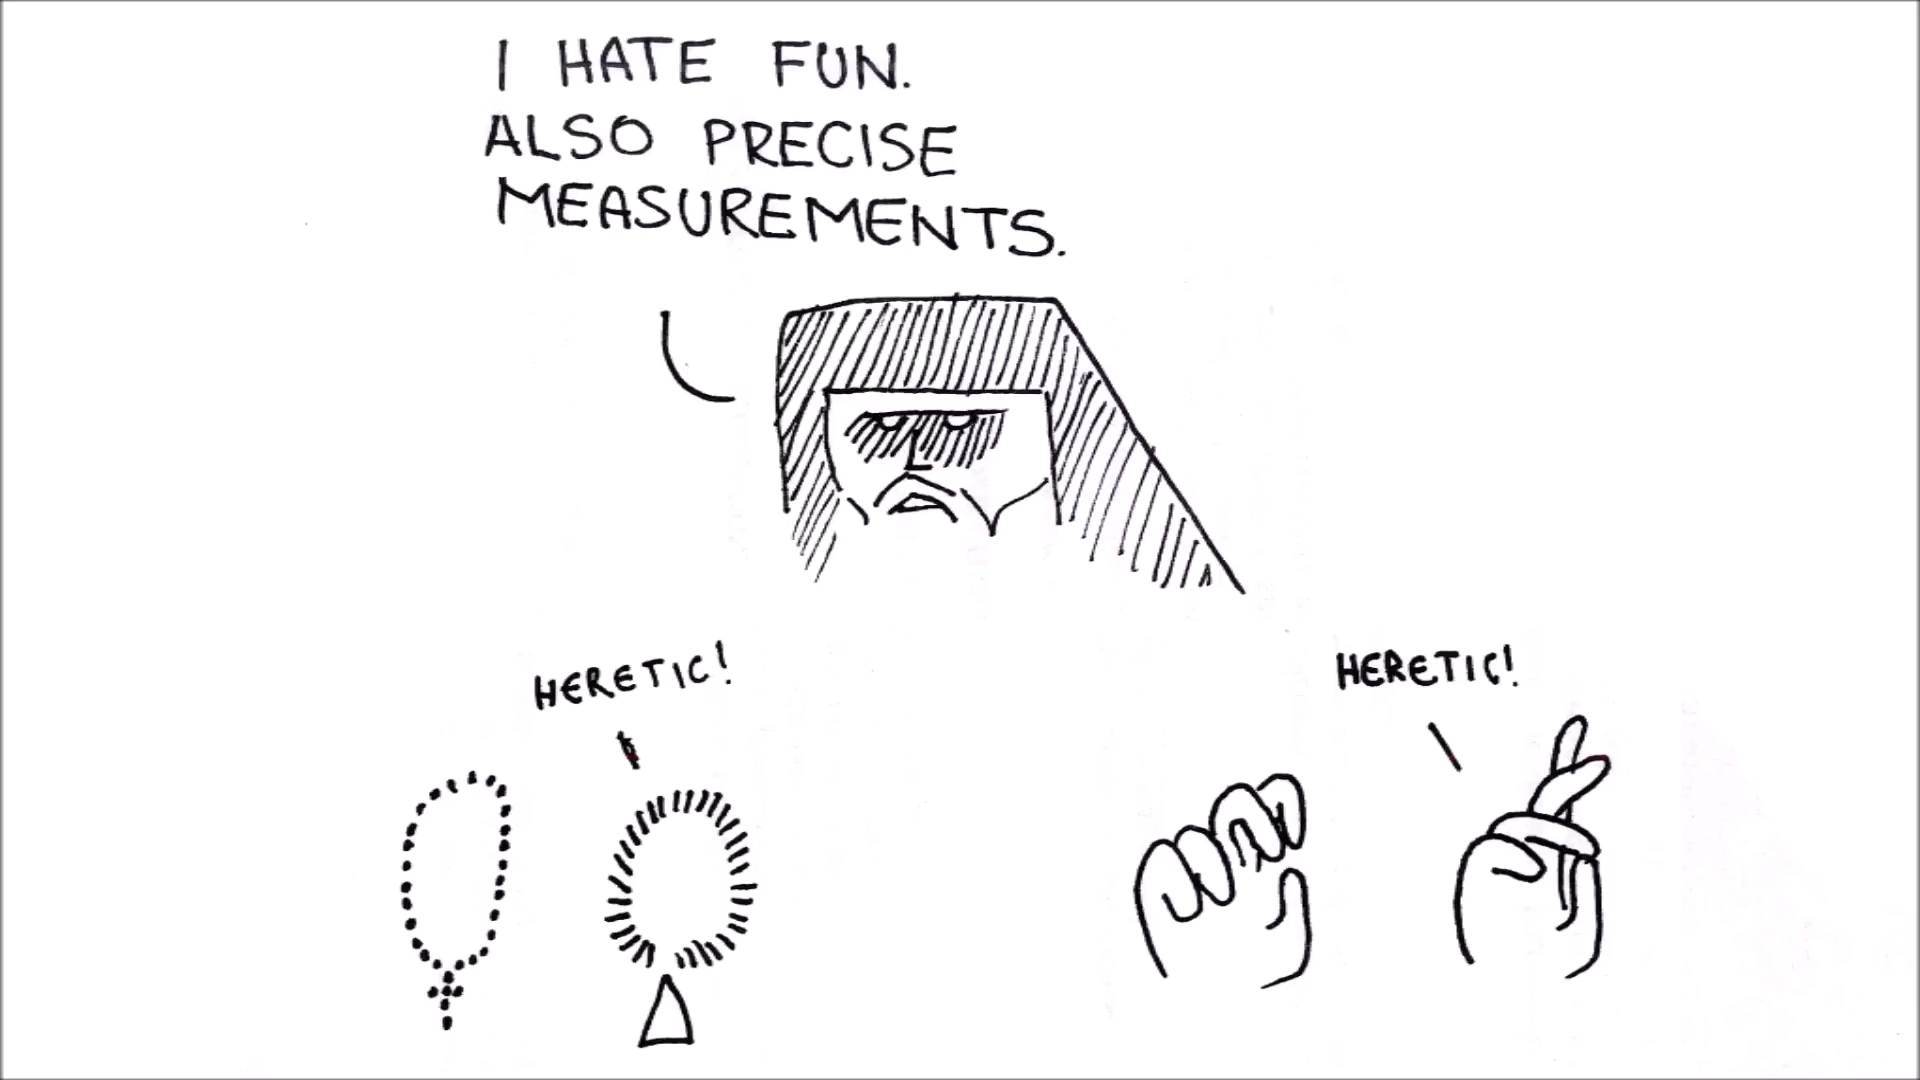 I HATE FUN.
ALSO PRECISE
MEASUREMENTS.
HERETIC!
HERETIC!